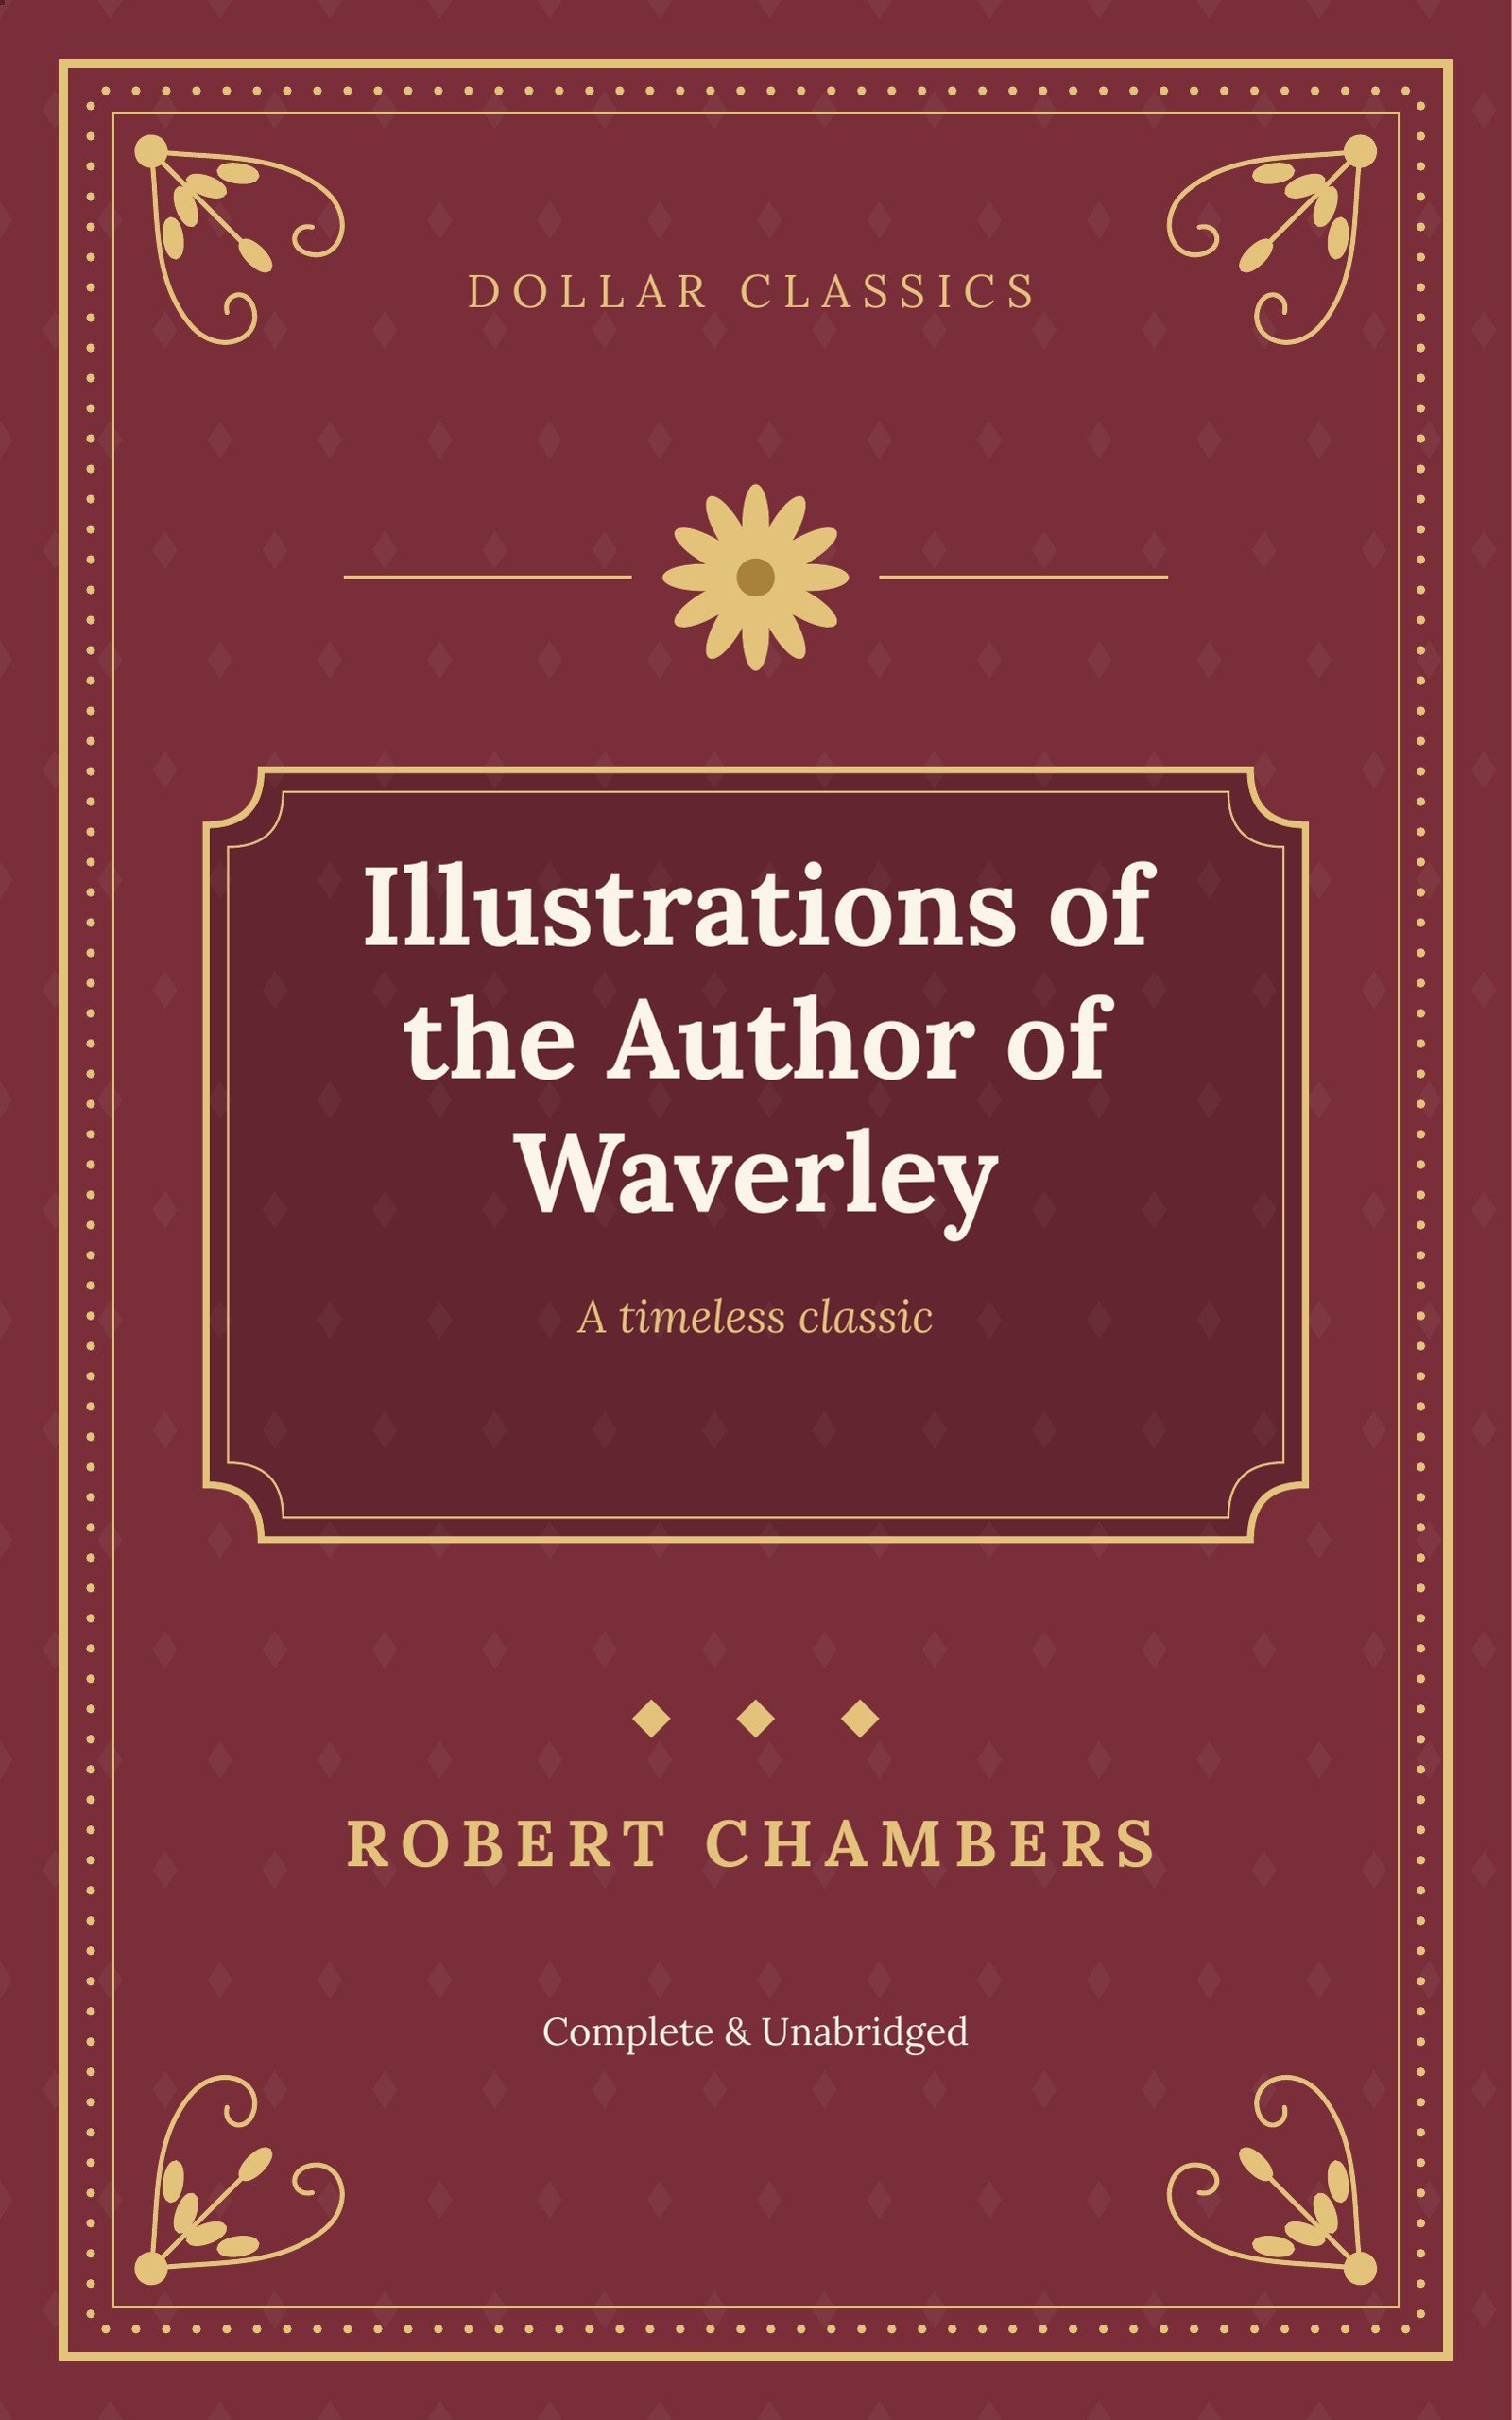 DOLLAR CLASSICS
Illustrations of
the Author of
Waverley
A timeless classic
ROBERT CHAMBERS
Complete & Unabridged